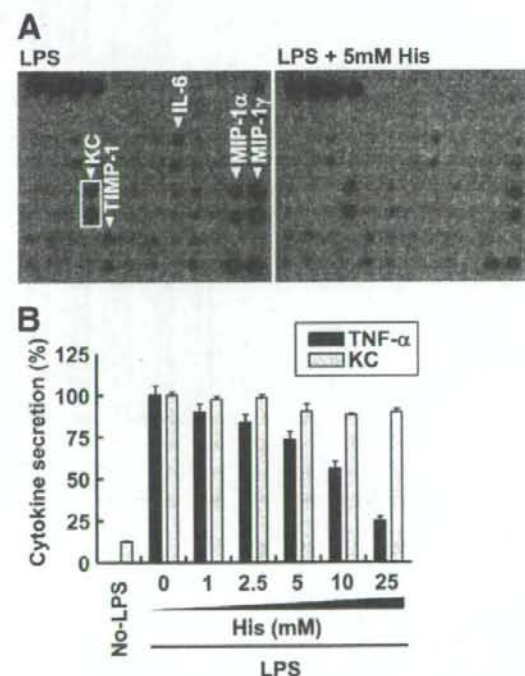 A
LPS
LPS + 5mM His
IL-6
KC
TIMP-1
MIP-1α
MIP-1γ
B
TNF-α
KC
Cytokine secretion (%)
125
100
75
50
25
0
No-LPS
0 1 2.5 5 10 25
His (mM)
LPS